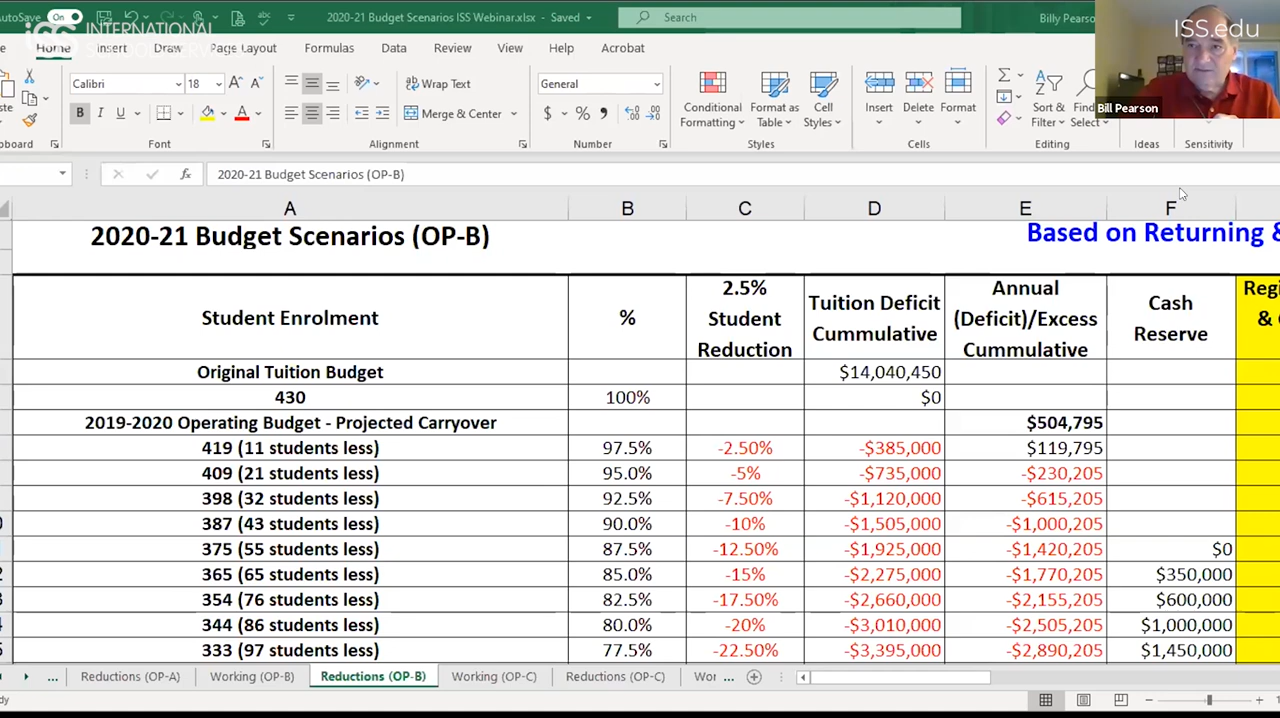 AutoSave On 2020-21 Budget Scenarios ISS Webinar.xlsx - Saved Search Billy Pearso
iss INTERNATIONAL
ISS.edu
Home Insert Draw Page Layout Formulas Data Review View Help Acrobat
Calibri 18 Wrap Text General
B I U Merge & Center $ % Conditional Formatting Format as Table Cell Styles Insert Delete Format Sort & Filter Find Select
Bill Pearson
Font Alignment Number Styles Cells Editing Ideas Sensitivity
fx 2020-21 Budget Scenarios (OP-B)
A B C D E F
2020-21 Budget Scenarios (OP-B) Based on Returning &
Student Enrolment % 2.5% Student Reduction Tuition Deficit Cummulative Annual (Deficit)/Excess Cummulative Cash Reserve
Original Tuition Budget $14,040,450
430 100% $0
2019-2020 Operating Budget - Projected Carryover $504,795
419 (11 students less) 97.5% -2.50% -$385,000 $119,795
409 (21 students less) 95.0% -5% -$735,000 -$230,205
398 (32 students less) 92.5% -7.50% -$1,120,000 -$615,205
387 (43 students less) 90.0% -10% -$1,505,000 -$1,000,205
375 (55 students less) 87.5% -12.50% -$1,925,000 -$1,420,205 $0
365 (65 students less) 85.0% -15% -$2,275,000 -$1,770,205 $350,000
354 (76 students less) 82.5% -17.50% -$2,660,000 -$2,155,205 $600,000
344 (86 students less) 80.0% -20% -$3,010,000 -$2,505,205 $1,000,000
333 (97 students less) 77.5% -22.50% -$3,395,000 -$2,890,205 $1,450,000
... Reductions (OP-A) Working (OP-B) Reductions (OP-B) Working (OP-C) Reductions (OP-C) Wor ...